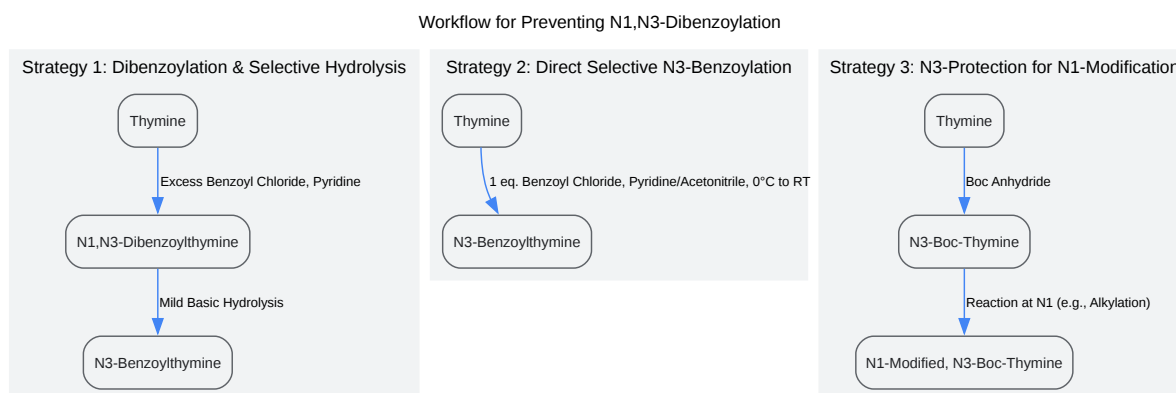 Workflow for Preventing N1,N3-Dibenzoylation
Strategy 1: Dibenzoylation & Selective Hydrolysis
Thymine
Excess Benzoyl Chloride, Pyridine
N1,N3-Dibenzoylthymine
Mild Basic Hydrolysis
N3-Benzoylthymine
Strategy 2: Direct Selective N3-Benzoylation
Thymine
1 eq. Benzoyl Chloride, Pyridine/Acetonitrile, 0°C to RT
N3-Benzoylthymine
Strategy 3: N3-Protection for N1-Modification
Thymine
Boc Anhydride
N3-Boc-Thymine
Reaction at N1 (e.g., Alkylation)
N1-Modified, N3-Boc-Thymine